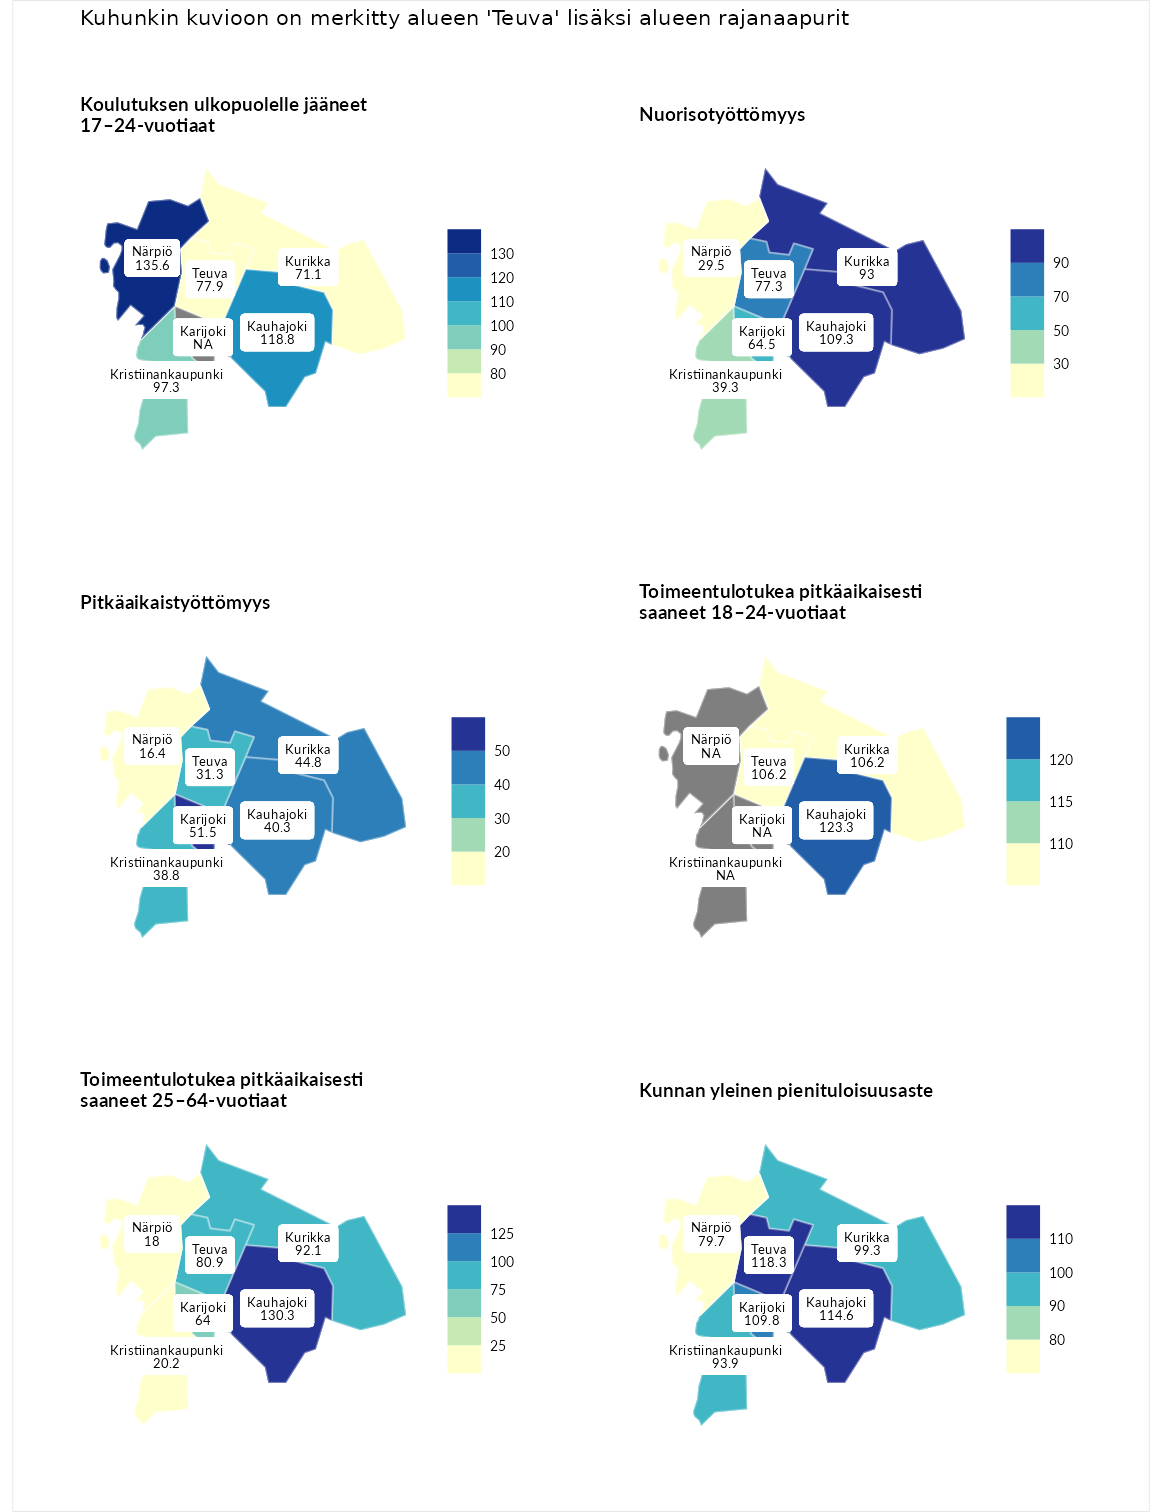 Kuhunkin kuvioon on merkitty alueen 'Teuva' lisäksi alueen rajanaapurit
Koulutuksen ulkopuolelle jääneet
17–24-vuotiaat
Närpiö
135.6
Teuva
77.9
Kurikka
71.1
Karijoki
NA
Kauhajoki
118.8
Kristiinankaupunki
97.3
130
120
110
100
90
80
Nuorisotyöttömyys
Närpiö
29.5
Teuva
77.3
Kurikka
93
Karijoki
64.5
Kauhajoki
109.3
Kristiinankaupunki
39.3
90
70
50
30
Pitkäaikaistyöttömyys
Närpiö
16.4
Teuva
31.3
Kurikka
44.8
Karijoki
51.5
Kauhajoki
40.3
Kristiinankaupunki
38.8
50
40
30
20
Toimeentulotukea pitkäaikaisesti
saaneet 18–24-vuotiaat
Närpiö
NA
Teuva
106.2
Kurikka
106.2
Karijoki
NA
Kauhajoki
123.3
Kristiinankaupunki
NA
120
115
110
Toimeentulotukea pitkäaikaisesti
saaneet 25–64-vuotiaat
Närpiö
18
Teuva
80.9
Kurikka
92.1
Karijoki
64
Kauhajoki
130.3
Kristiinankaupunki
20.2
125
100
75
50
25
Kunnan yleinen pienituloisuusaste
Närpiö
79.7
Teuva
118.3
Kurikka
99.3
Karijoki
109.8
Kauhajoki
114.6
Kristiinankaupunki
93.9
110
100
90
80